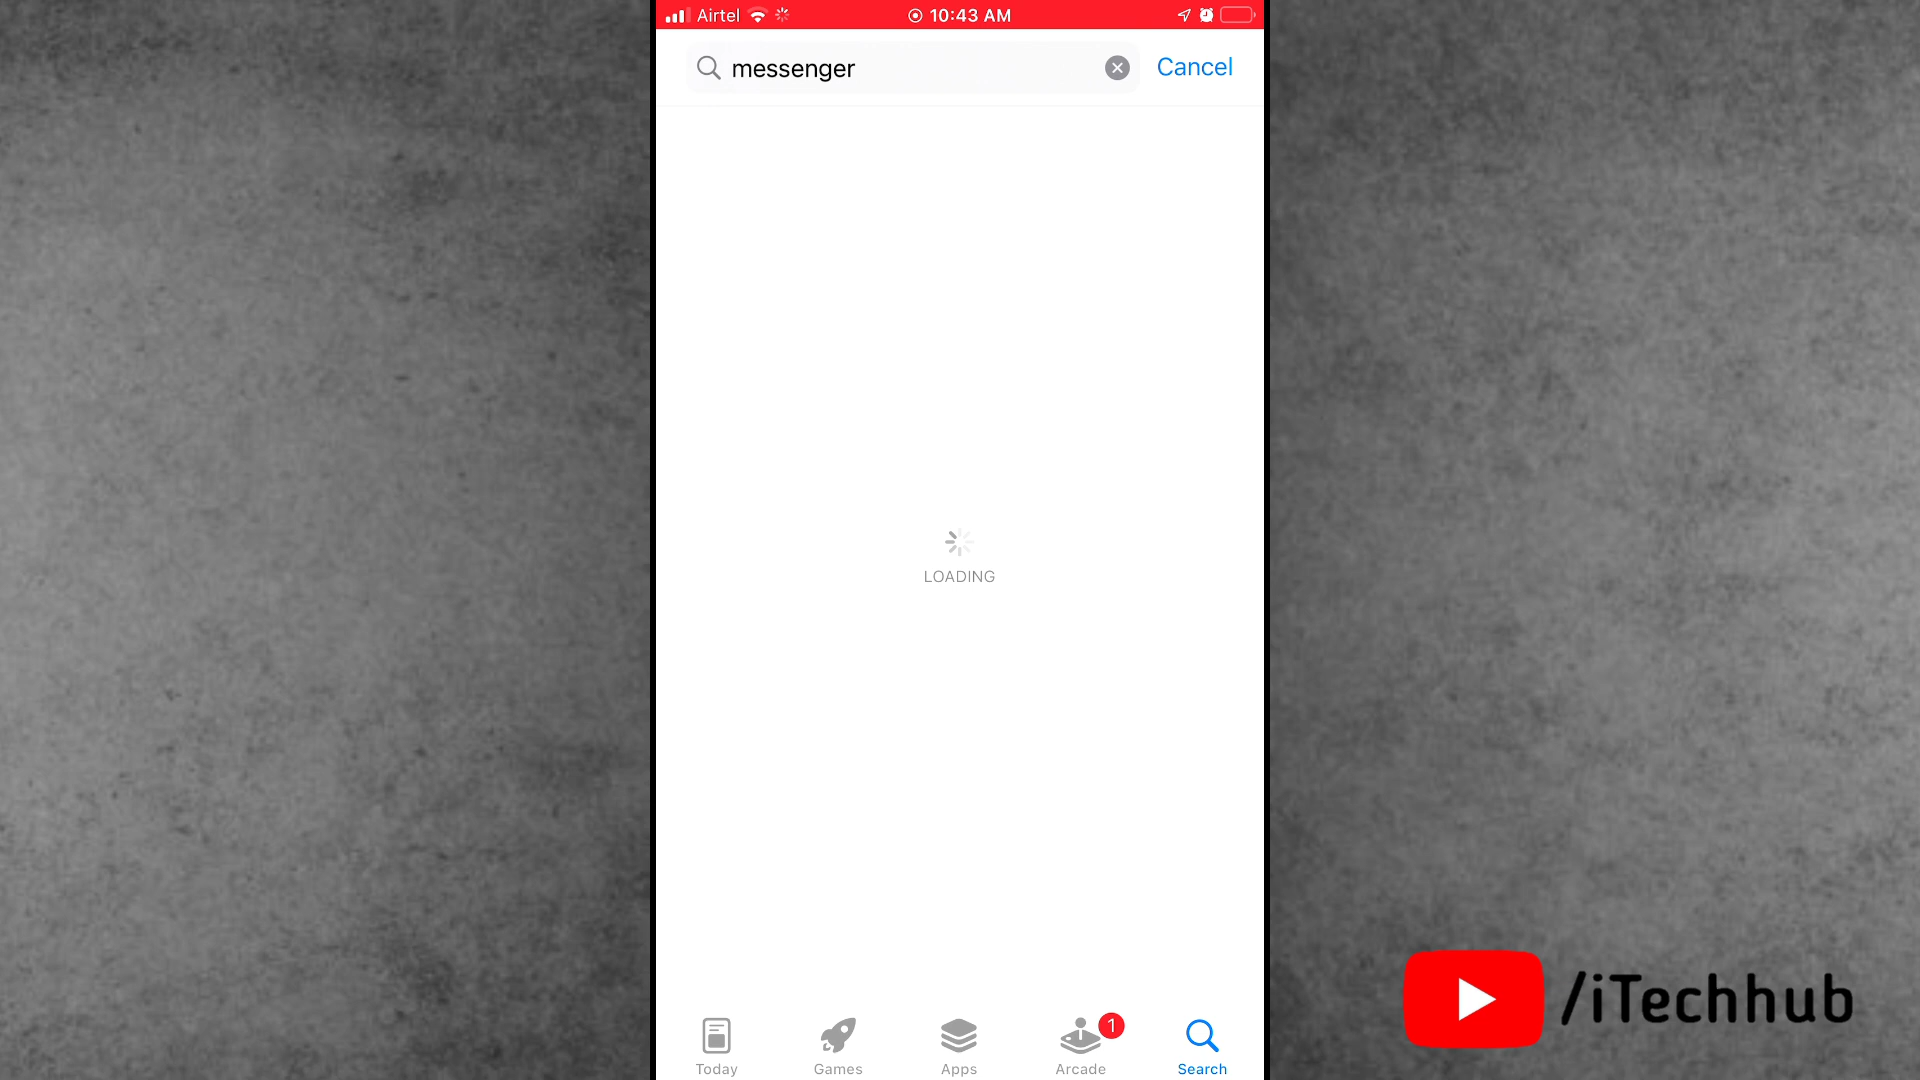 Airtel 10:43 AM
messenger Cancel
LOADING
1
Today Games Apps Arcade Search
/iTechhub